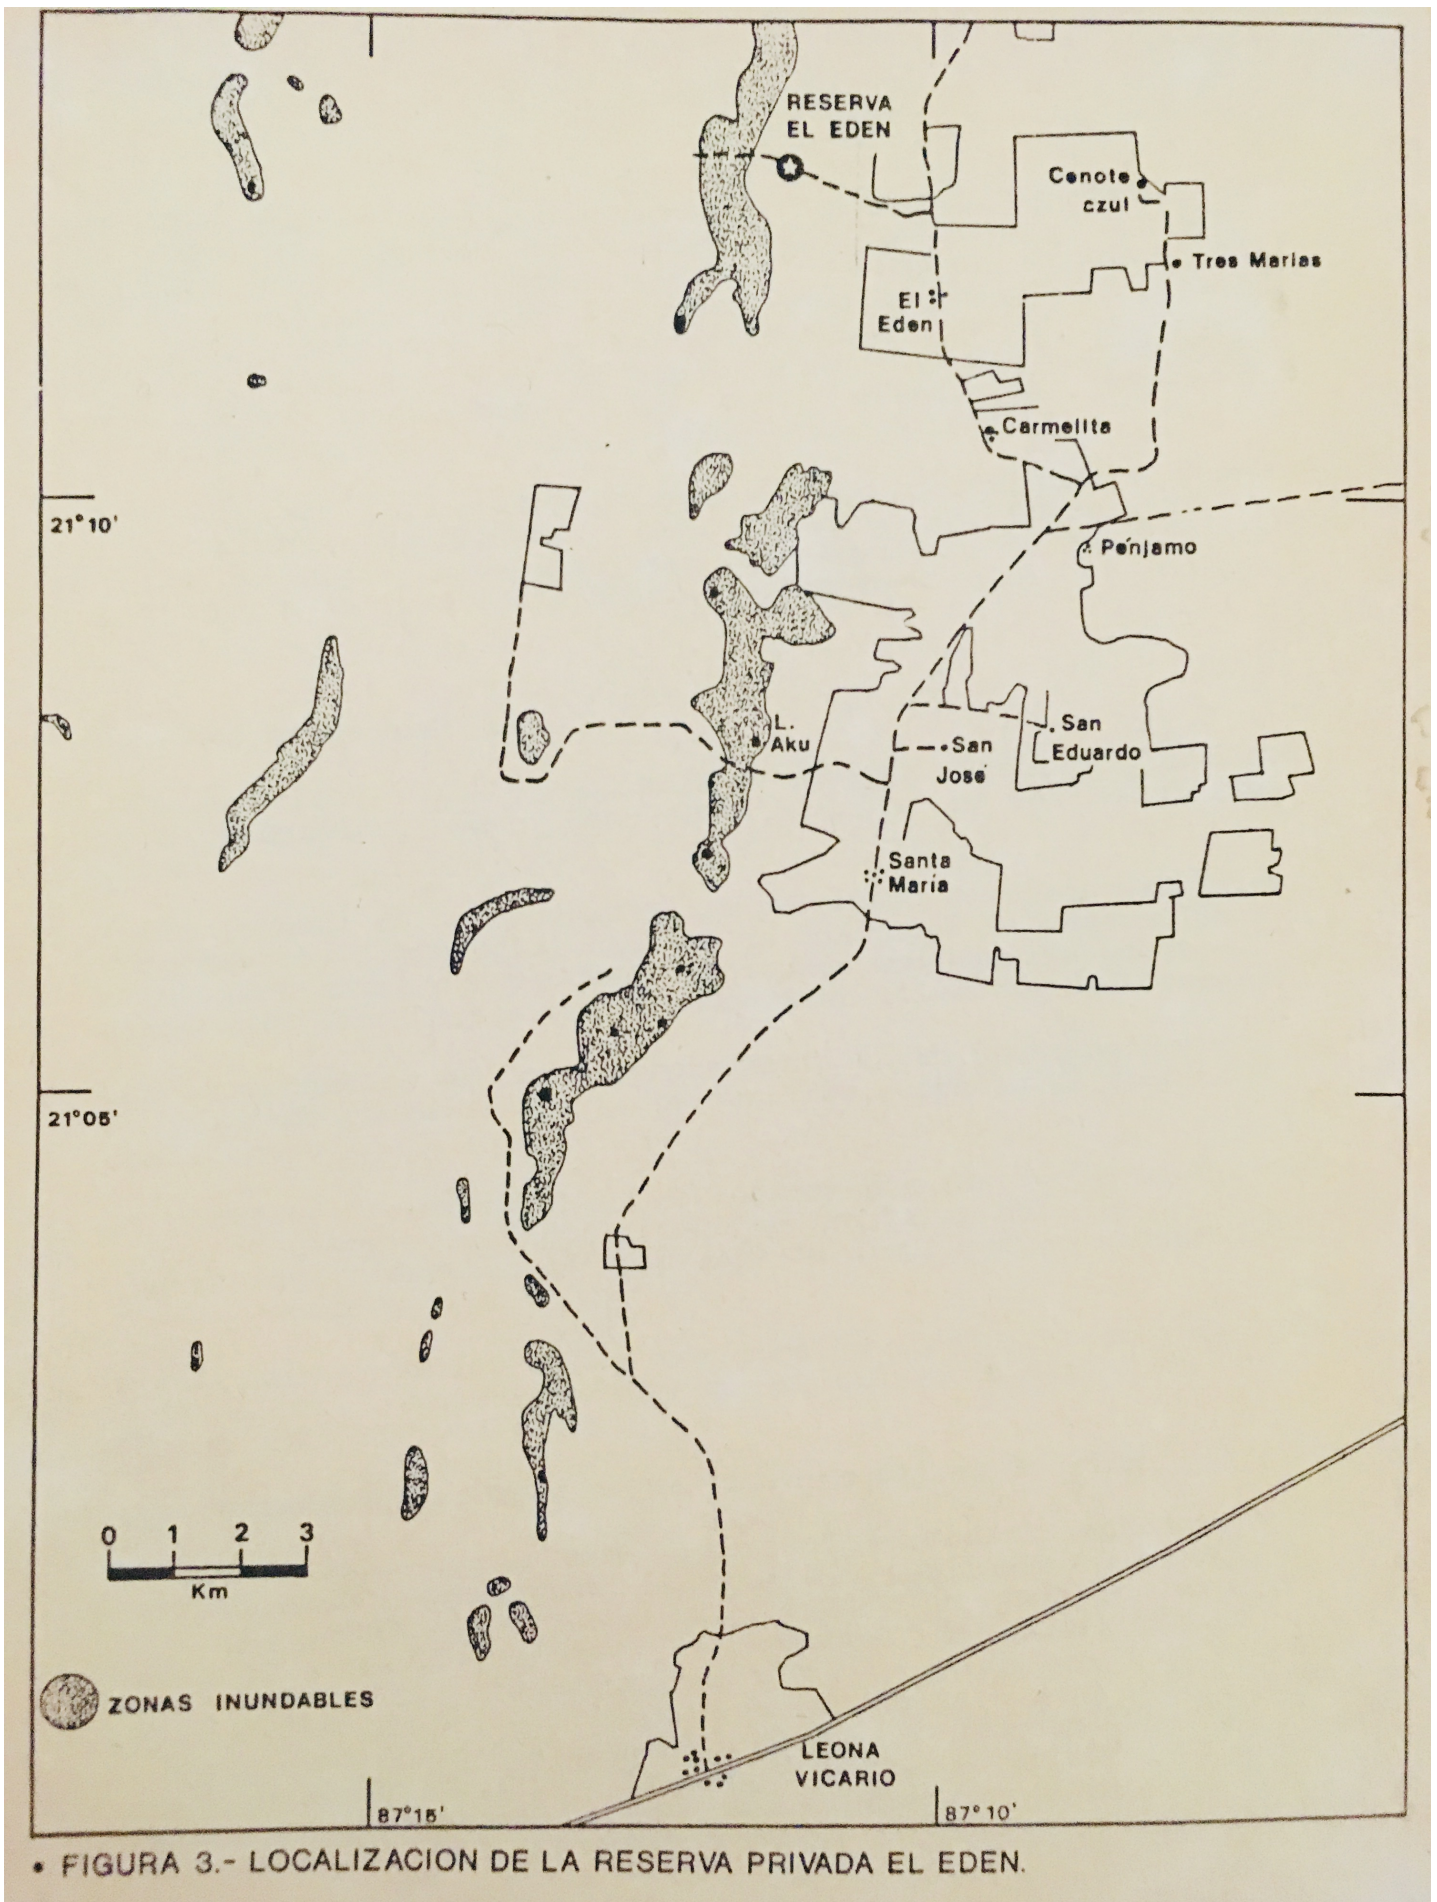 RESERVA
EL EDEN
Cenote
czul
Tres Marias
El
Eden
Carmelita
21°10'
Pénjamo
L.
Aku
San
Eduardo
San
José
Santa
María
21°05'
0 1 2 3
Km
ZONAS INUNDABLES
LEONA
VICARIO
87°15'
87°10'
• FIGURA 3.- LOCALIZACION DE LA RESERVA PRIVADA EL EDEN.